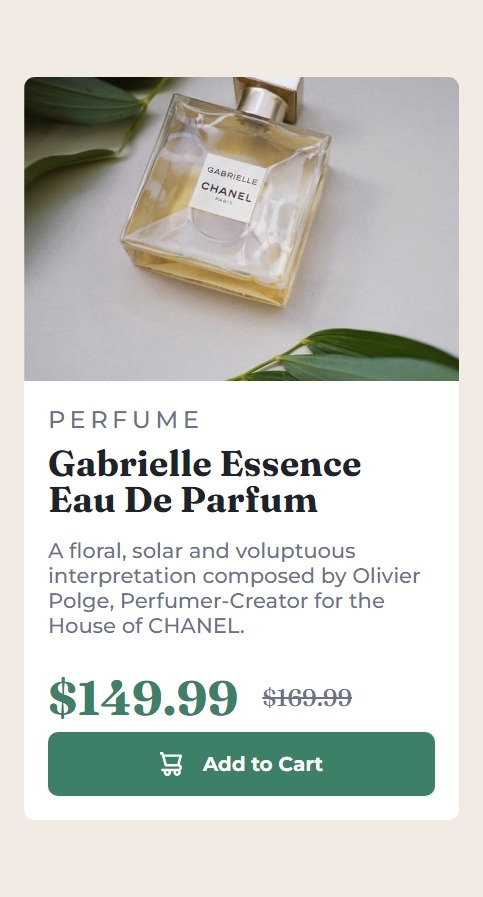 GABRIELLE
CHANEL
PARIS
PERFUME
Gabrielle Essence
Eau De Parfum
A floral, solar and voluptuous
interpretation composed by Olivier
Polge, Perfumer-Creator for the
House of CHANEL.
$149.99 $169.99
Add to Cart